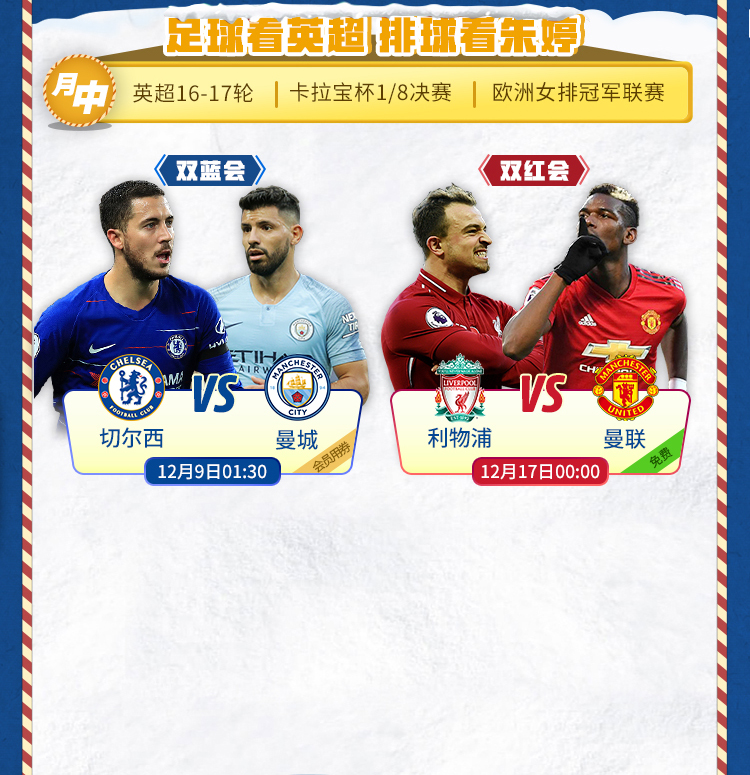 足球看英超 排球看朱婷
月中
英超16-17轮
卡拉宝杯1/8决赛
欧洲女排冠军联赛
双蓝会
双红会
CHELSEA
FOOTBALL CLUB
VS
MANCHESTER
CITY
LIVERPOOL
VS
MANCHESTER
UNITED
切尔西
曼城
会员用券
利物浦
曼联
免费
12月9日01:30
12月17日00:00